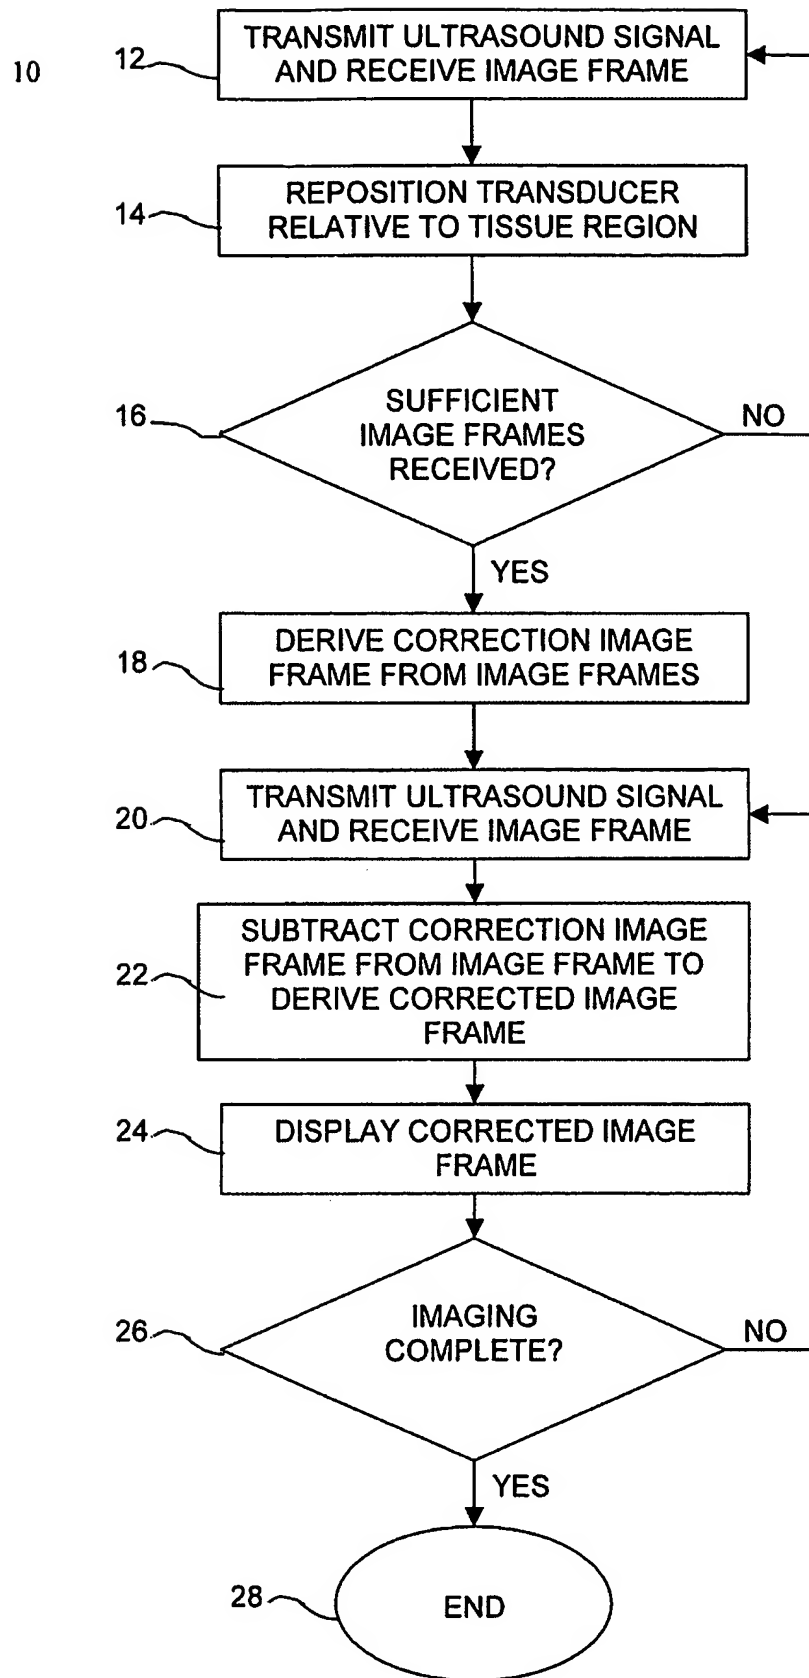 10
12
TRANSMIT ULTRASOUND SIGNAL
AND RECEIVE IMAGE FRAME
14
REPOSITION TRANSDUCER
RELATIVE TO TISSUE REGION
16
SUFFICIENT
IMAGE FRAMES
RECEIVED?
NO
YES
18
DERIVE CORRECTION IMAGE
FRAME FROM IMAGE FRAMES
20
TRANSMIT ULTRASOUND SIGNAL
AND RECEIVE IMAGE FRAME
22
SUBTRACT CORRECTION IMAGE
FRAME FROM IMAGE FRAME TO
DERIVE CORRECTED IMAGE
FRAME
24
DISPLAY CORRECTED IMAGE
FRAME
26
IMAGING
COMPLETE?
NO
YES
28
END